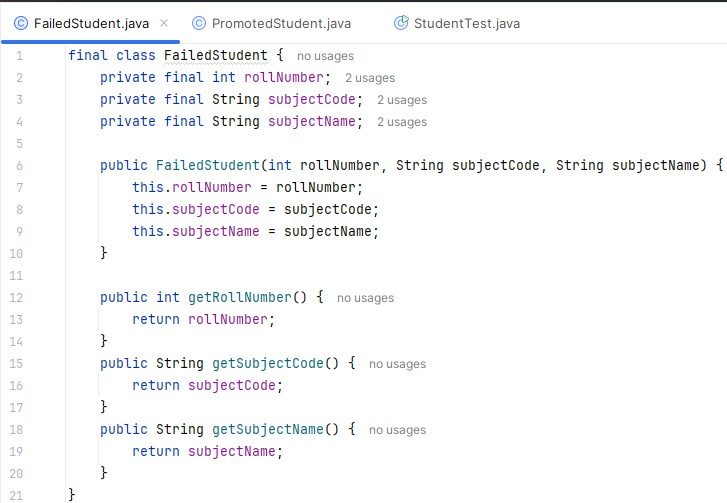 FailedStudent.java PromotedStudent.java StudentTest.java
1 final class FailedStudent { no usages
2 private final int rollNumber; 2 usages
3 private final String subjectCode; 2 usages
4 private final String subjectName; 2 usages
5
6 public FailedStudent(int rollNumber, String subjectCode, String subjectName) {
7 this.rollNumber = rollNumber;
8 this.subjectCode = subjectCode;
9 this.subjectName = subjectName;
10 }
11
12 public int getRollNumber() { no usages
13 return rollNumber;
14 }
15 public String getSubjectCode() { no usages
16 return subjectCode;
17 }
18 public String getSubjectName() { no usages
19 return subjectName;
20 }
21 }